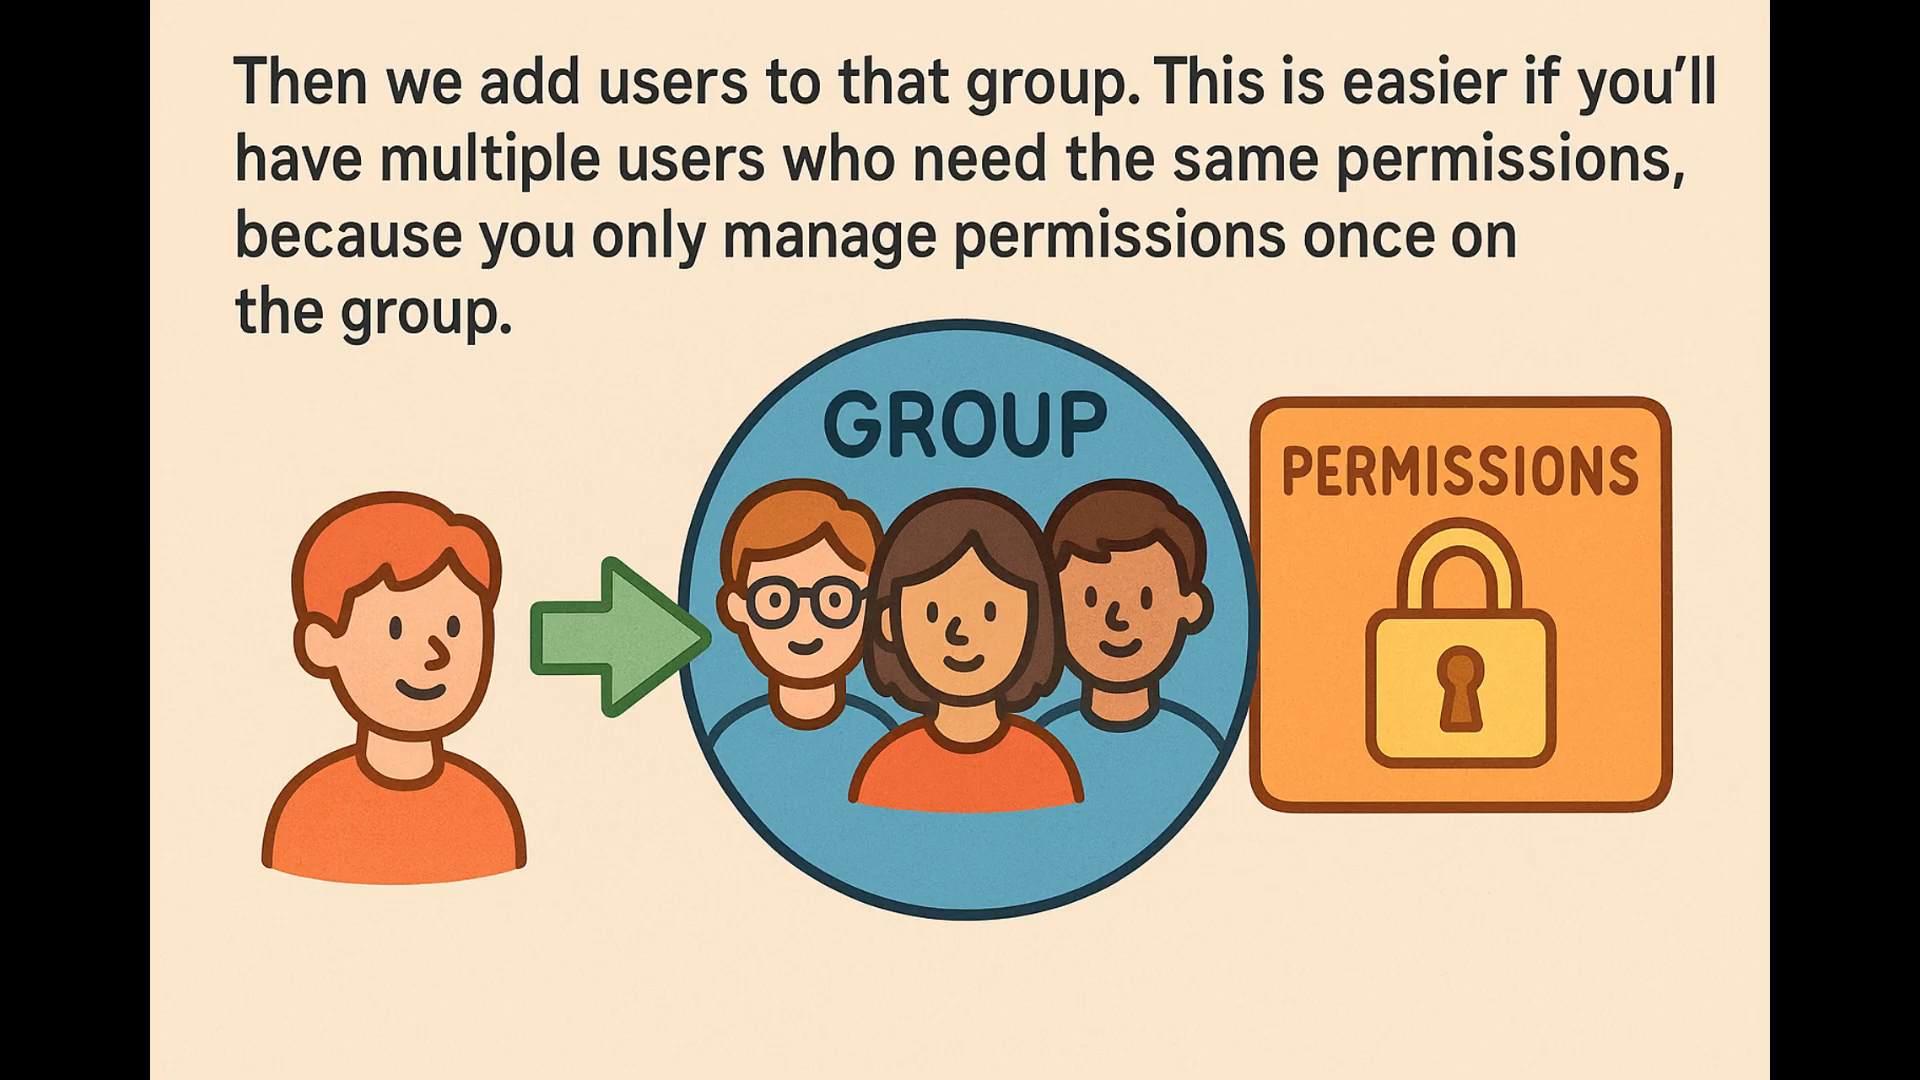 Then we add users to that group. This is easier if you’ll
have multiple users who need the same permissions,
because you only manage permissions once on
the group.
GROUP
PERMISSIONS